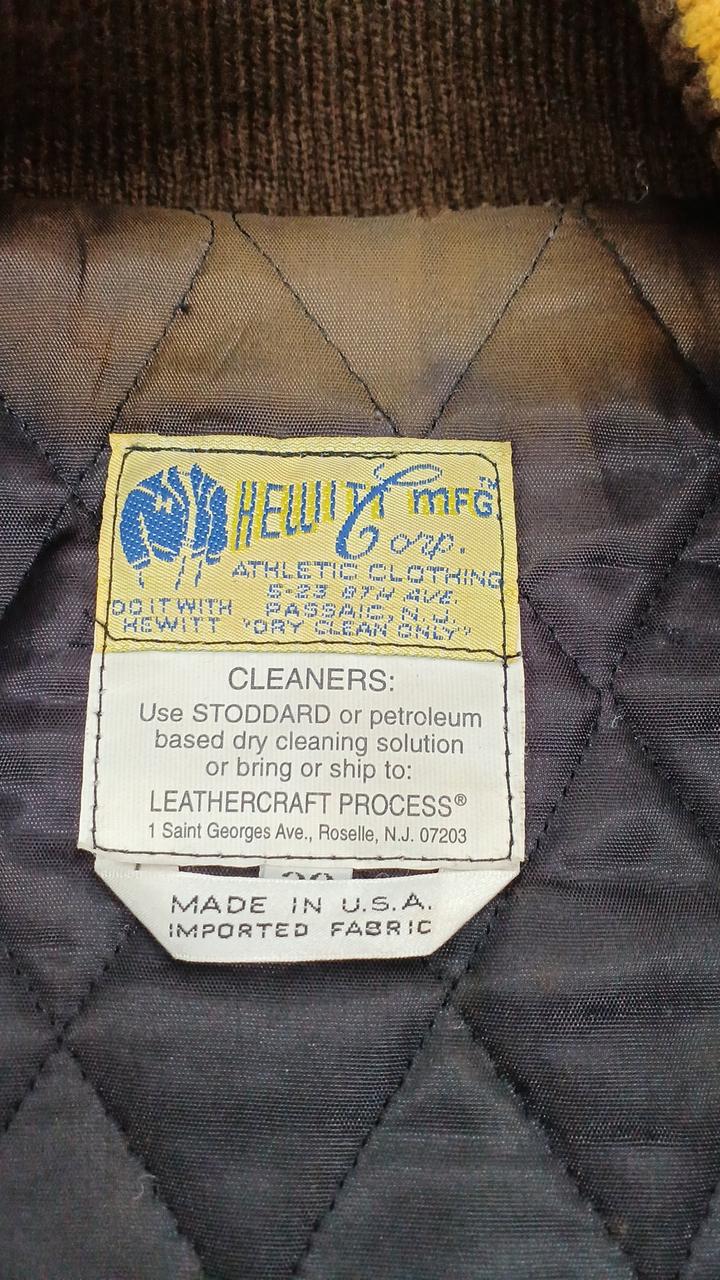 HEWITT MFG™
Corp.
ATHLETIC CLOTHING
5-23 8TH AVE.
DO IT WITH PASSAIC, N.J.
HEWITT "DRY CLEAN ONLY"
CLEANERS:
Use STODDARD or petroleum
based dry cleaning solution
or bring or ship to:
LEATHERCRAFT PROCESS®
1 Saint Georges Ave., Roselle, N.J. 07203
MADE IN U.S.A.
IMPORTED FABRIC